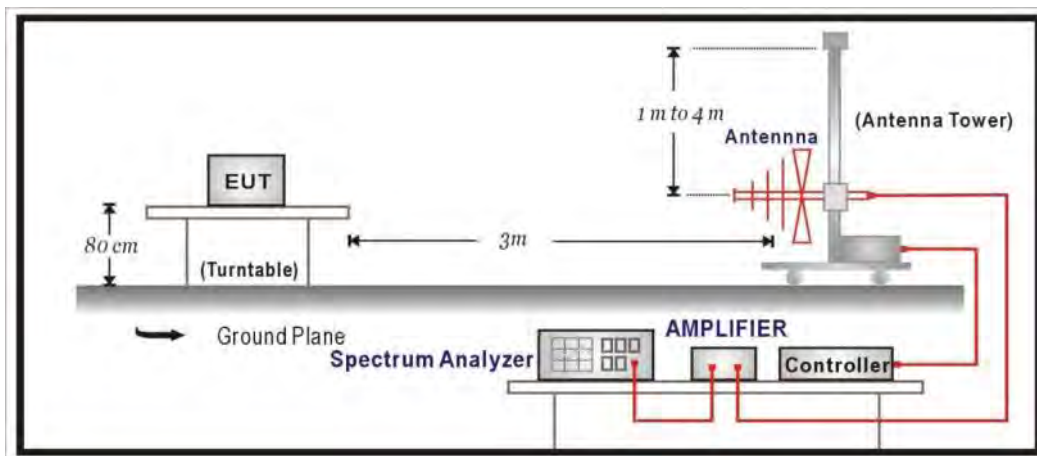 1 m to 4 m
(Antenna Tower)
Antennna
EUT
80 cm
3m
(Turntable)
Ground Plane
AMPLIFIER
Spectrum Analyzer
Controller